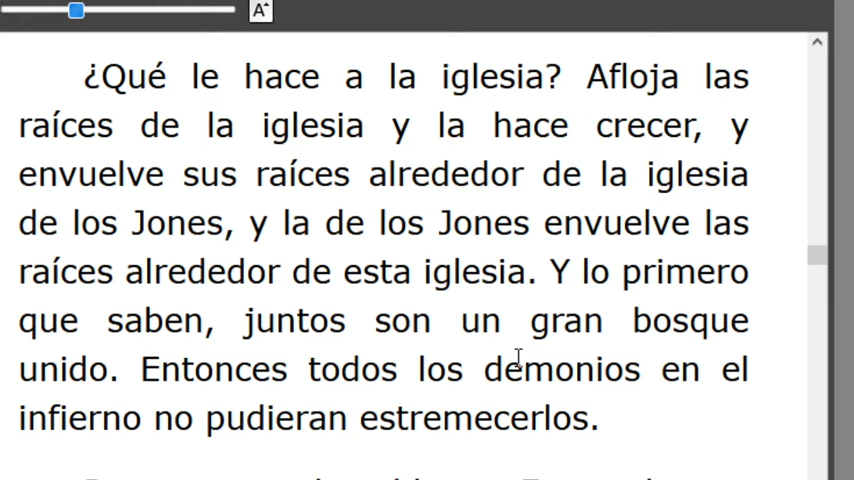 A
¿Qué le hace a la iglesia? Afloja las
raíces de la iglesia y la hace crecer, y
envuelve sus raíces alrededor de la iglesia
de los Jones, y la de los Jones envuelve las
raíces alrededor de esta iglesia. Y lo primero
que saben, juntos son un gran bosque
unido. Entonces todos los demonios en el
infierno no pudieran estremecerlos.